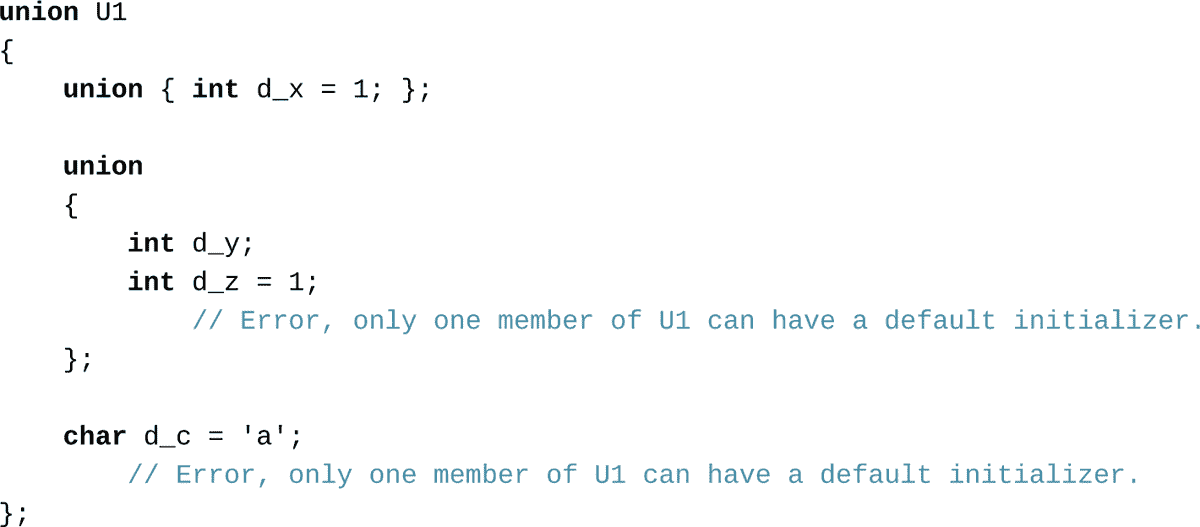 union U1
{
    union { int d_x = 1; };

    union
    {
        int d_y;
        int d_z = 1;
            // Error, only one member of U1 can have a default initializer.
    };

    char d_c = 'a';
        // Error, only one member of U1 can have a default initializer.
};